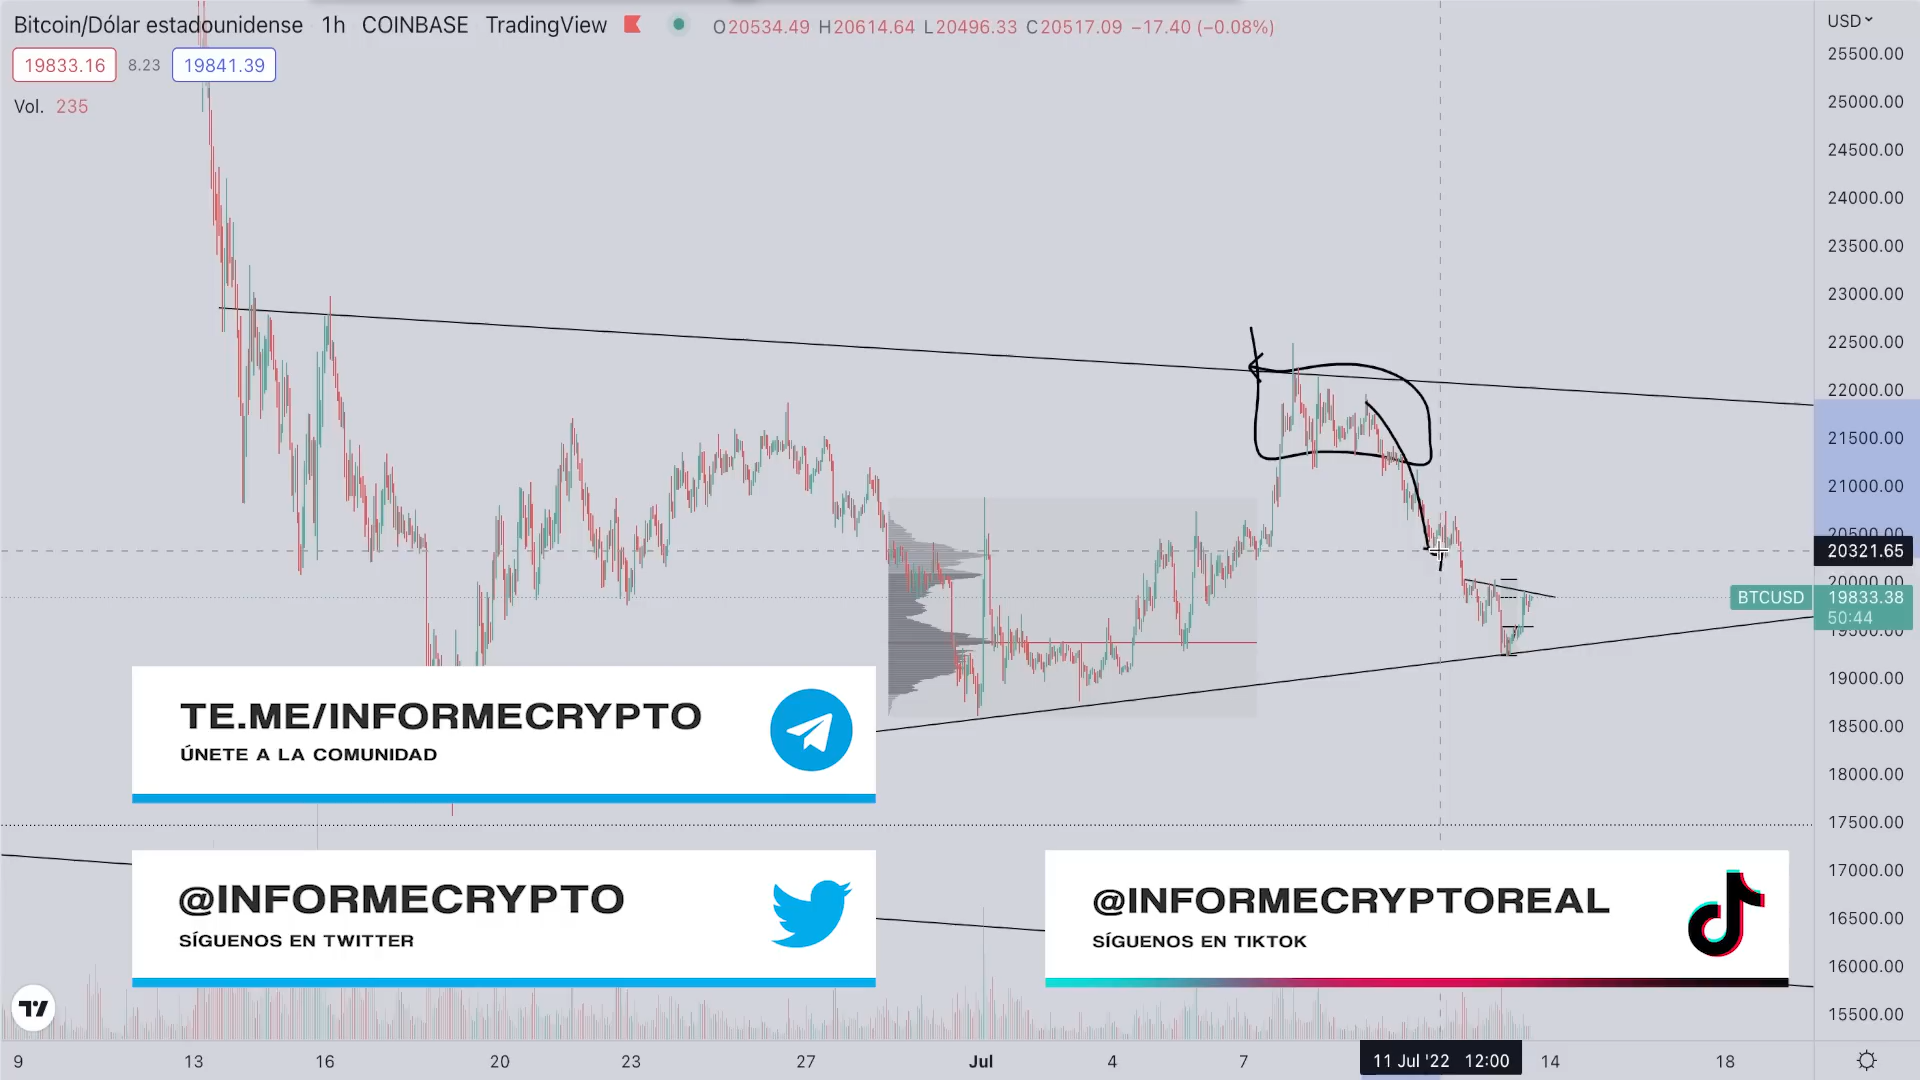 Bitcoin/Dólar estadounidense 1h COINBASE TradingView O20534.49 H20614.64 L20496.33 C20517.09 −17.40 (−0.08%)
19833.16 8.23 19841.39
Vol. 235
USD
25500.00
25000.00
24500.00
24000.00
23500.00
23000.00
22500.00
22000.00
21500.00
21000.00
20500.00
20321.65
20000.00
BTCUSD 19833.38
50:44
19500.00
19000.00
18500.00
18000.00
17500.00
17000.00
16500.00
16000.00
15500.00
TE.ME/INFORMECRYPTO
ÚNETE A LA COMUNIDAD
@INFORMECRYPTO
SÍGUENOS EN TWITTER
@INFORMECRYPTOREAL
SÍGUENOS EN TIKTOK
9 13 16 20 23 27 Jul 4 7 11 Jul '22 12:00 14 18